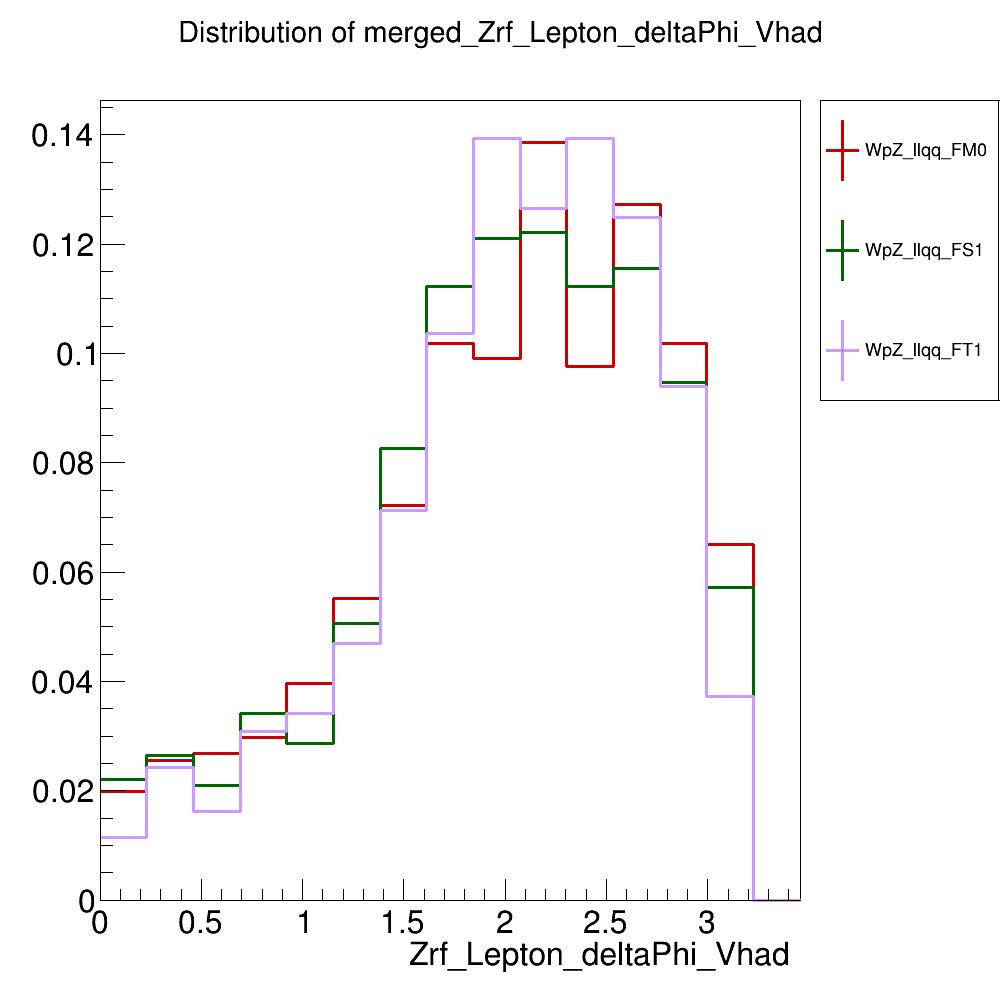 Distribution of merged_Zrf_Lepton_deltaPhi_Vhad
0.14
0.12
0.1
0.08
0.06
0.04
0.02
0
0 0.5 1 1.5 2 2.5 3
Zrf_Lepton_deltaPhi_Vhad
WpZ_llqq_FM0
WpZ_llqq_FS1
WpZ_llqq_FT1